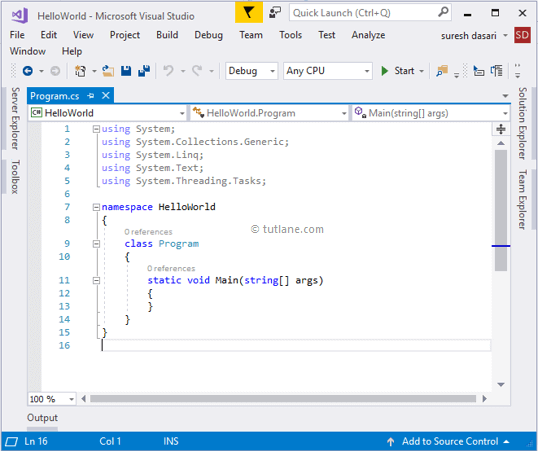 HelloWorld - Microsoft Visual Studio
Quick Launch (Ctrl+Q)
File Edit View Project Build Debug Team Tools Test Analyze
suresh dasari SD
Window Help
Debug Any CPU Start
Server Explorer
Toolbox
Solution Explorer
Team Explorer
Program.cs
HelloWorld HelloWorld.Program Main(string[] args)
1 using System;
2 using System.Collections.Generic;
3 using System.Linq;
4 using System.Text;
5 using System.Threading.Tasks;
6
7 namespace HelloWorld
8 {
0 references
9 class Program
10 {
0 references
11 static void Main(string[] args)
12 {
13 }
14 }
15 }
16
© tutlane.com
100 %
Output
Ln 16 Col 1 INS Add to Source Control